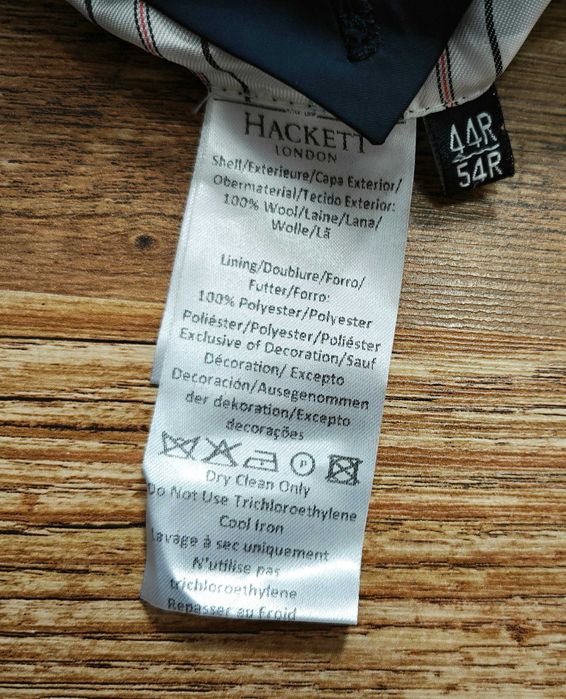 HACKETT
LONDON
Shell/Exterieure/Capa Exterior/
Obermaterial/Tecido Exterior:
100% Wool/Laine/Lana/
Wolle/Lã
Lining/Doublure/Forro/
Futter/Forro:
100% Polyester/Polyester
Poliéster/Polyester/Poliéster
Exclusive of Decoration/Sauf
Décoration/ Excepto
Decoración/Ausegenommen
der dekoration/Excepto
decorações
P
Dry Clean Only
Do Not Use Trichloroethylene
Cool Iron
Lavage à sec uniquement
N'utilise pas
trichloroethylene
Repasser au Froid
44R
54R